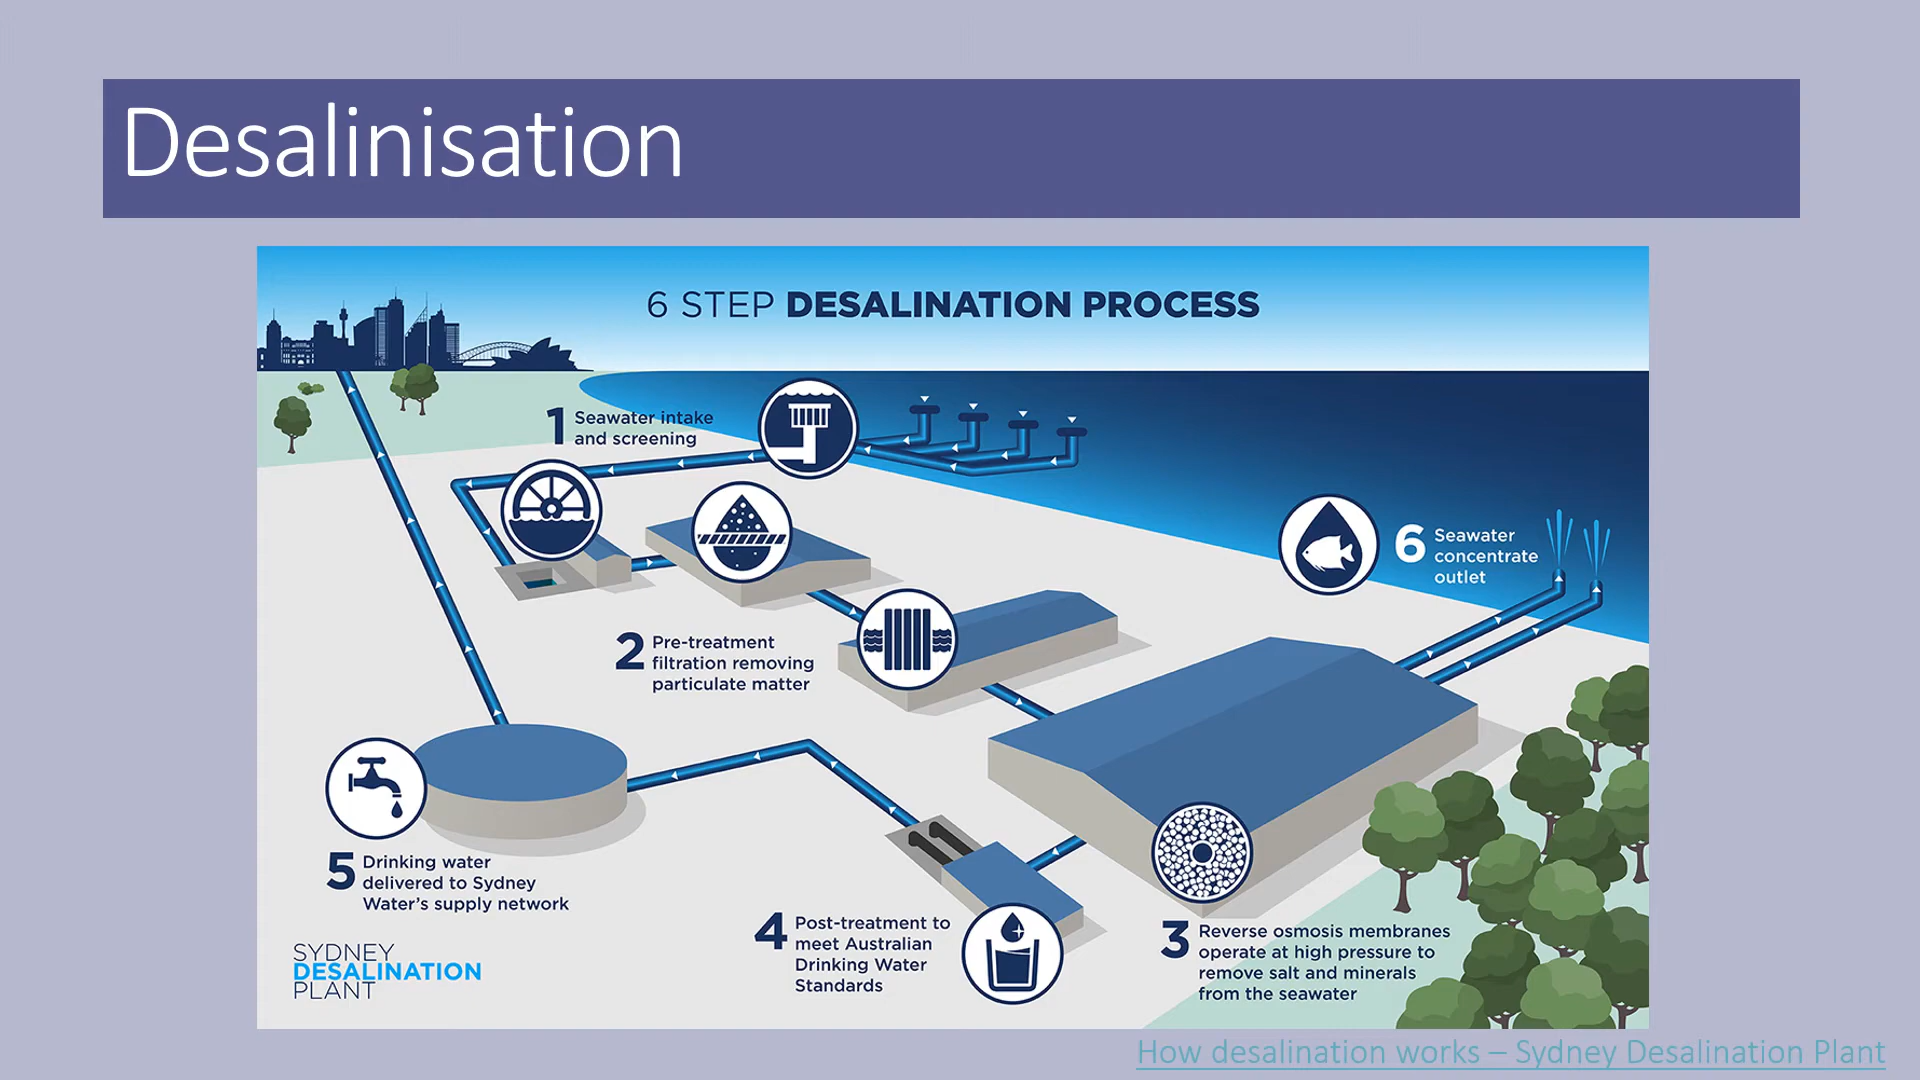 Desalinisation
6 STEP DESALINATION PROCESS
1 Seawater intake
and screening
2 Pre-treatment
filtration removing
particulate matter
3 Reverse osmosis membranes
operate at high pressure to
remove salt and minerals
from the seawater
4 Post-treatment to
meet Australian
Drinking Water
Standards
5 Drinking water
delivered to Sydney
Water's supply network
6 Seawater
concentrate
outlet
SYDNEY
DESALINATION
PLANT
How desalination works – Sydney Desalination Plant